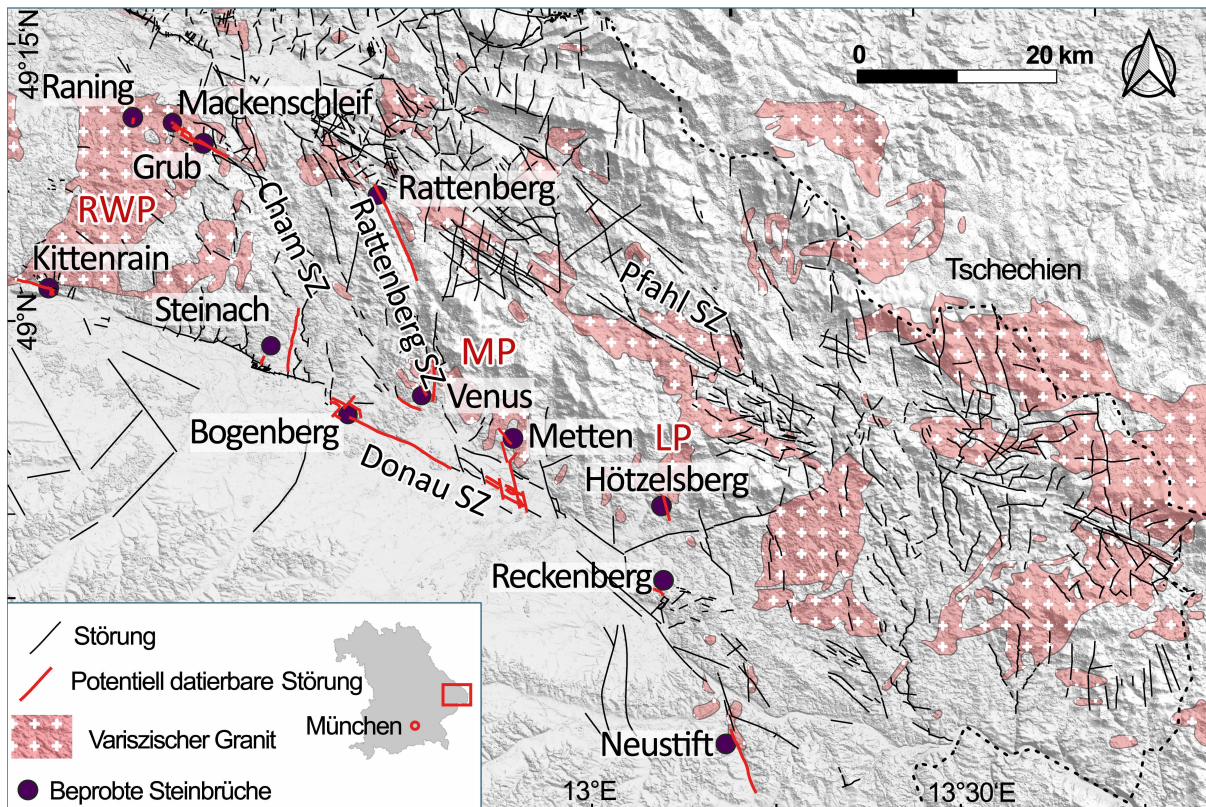 49°15'N
0
20 km
Raning
Mackenschleif
Grub
Rattenberg
RWP
Cham SZ
Rattenberg SZ
Kittenrain
Pfahl SZ
Tschechien
Steinach
49°N
MP
Venus
Bogenberg
Metten
LP
Donau SZ
Hötzelsberg
Reckenberg
Störung
Potentiell datierbare Störung
München
Variszischer Granit
Neustift
Beprobte Steinbrüche
13°E
13°30'E